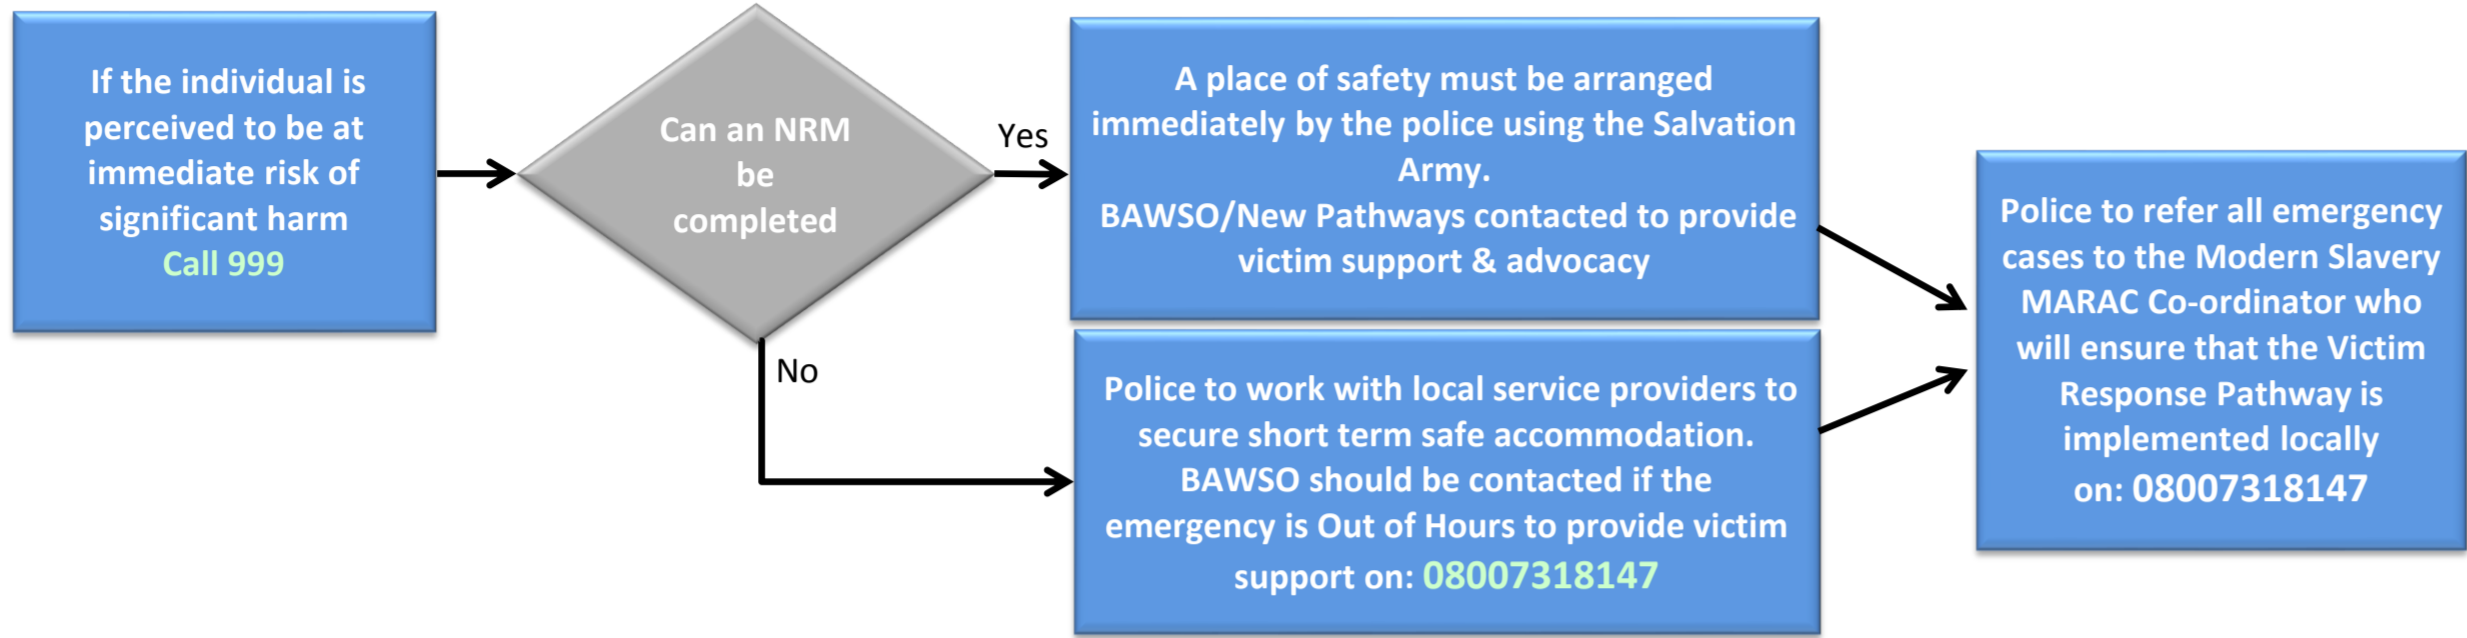 If the individual is
perceived to be at
immediate risk of
significant harm
Call 999
Can an NRM
be
completed
Yes
No
A place of safety must be arranged
immediately by the police using the Salvation
Army.
BAWSO/New Pathways contacted to provide
victim support & advocacy
Police to work with local service providers to
secure short term safe accommodation.
BAWSO should be contacted if the
emergency is Out of Hours to provide victim
support on: 08007318147
Police to refer all emergency
cases to the Modern Slavery
MARAC Co-ordinator who
will ensure that the Victim
Response Pathway is
implemented locally
on: 08007318147